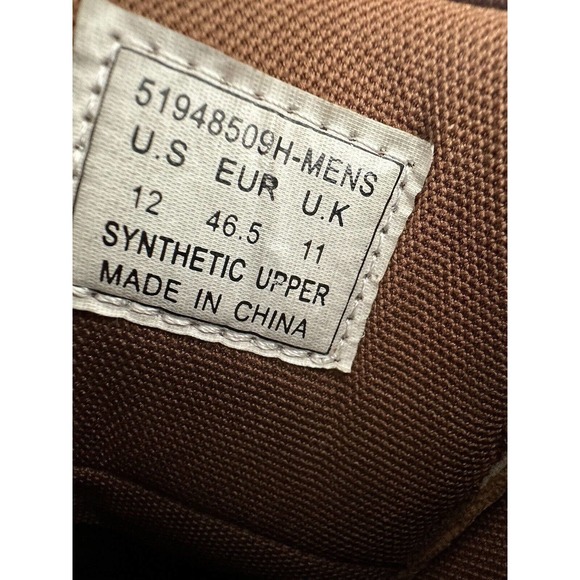 51948509H-MENS
U.S EUR U.K
12 46.5 11
SYNTHETIC UPPER
MADE IN CHINA